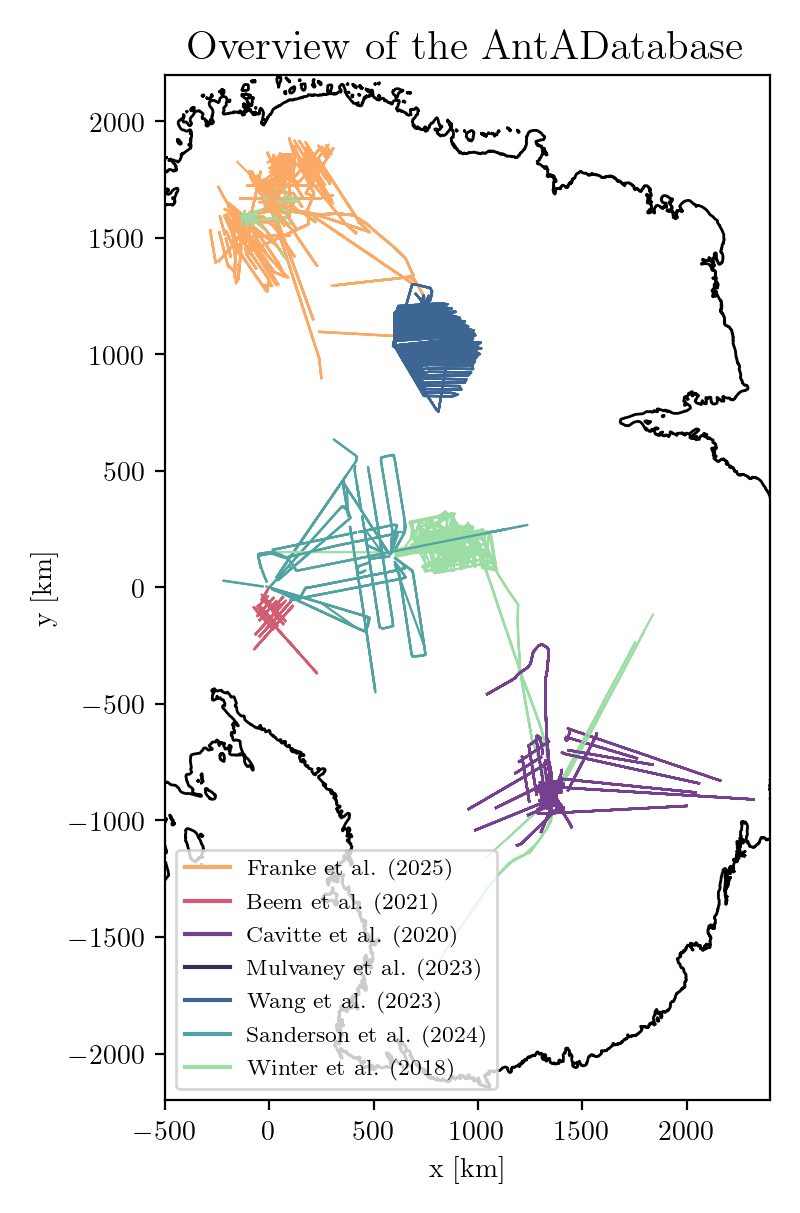 Overview of the AntADatabase
2000
1500
1000
500
0
−500
−1000
−1500
−2000
y [km]
Franke et al. (2025)
Beem et al. (2021)
Cavitte et al. (2020)
Mulvaney et al. (2023)
Wang et al. (2023)
Sanderson et al. (2024)
Winter et al. (2018)
−500 0 500 1000 1500 2000
x [km]